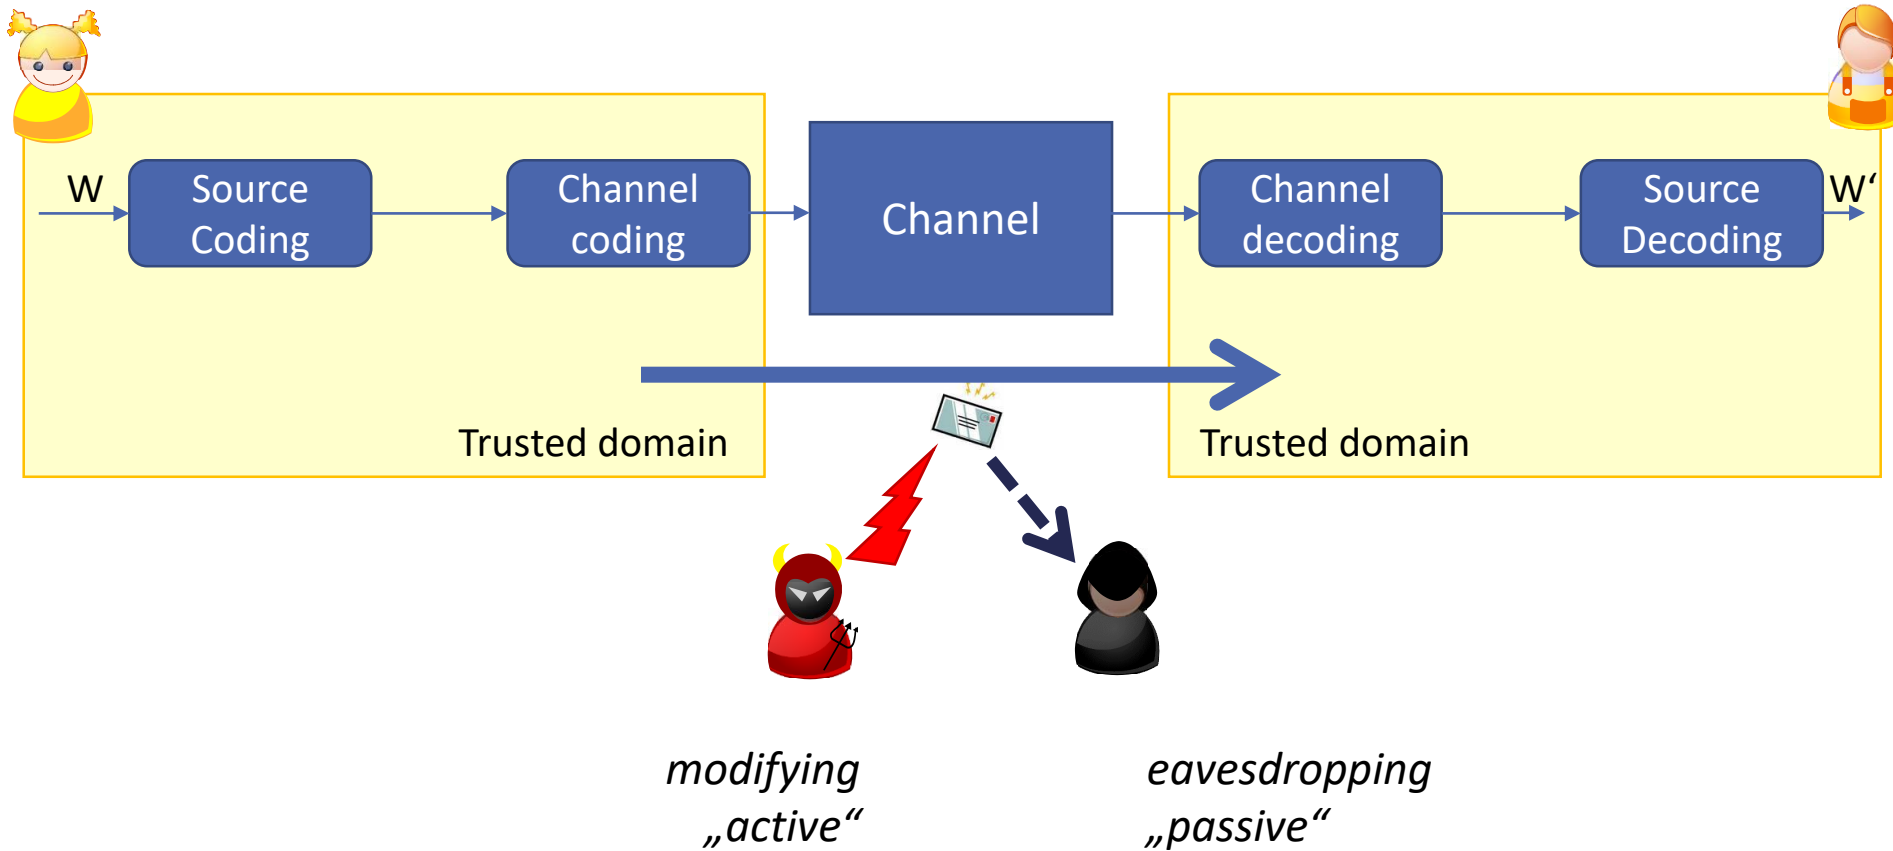 W
Source
Coding
Channel
coding
Channel
Channel
decoding
Source
Decoding
W‘
Trusted domain
Trusted domain
modifying
„active“
eavesdropping
„passive“